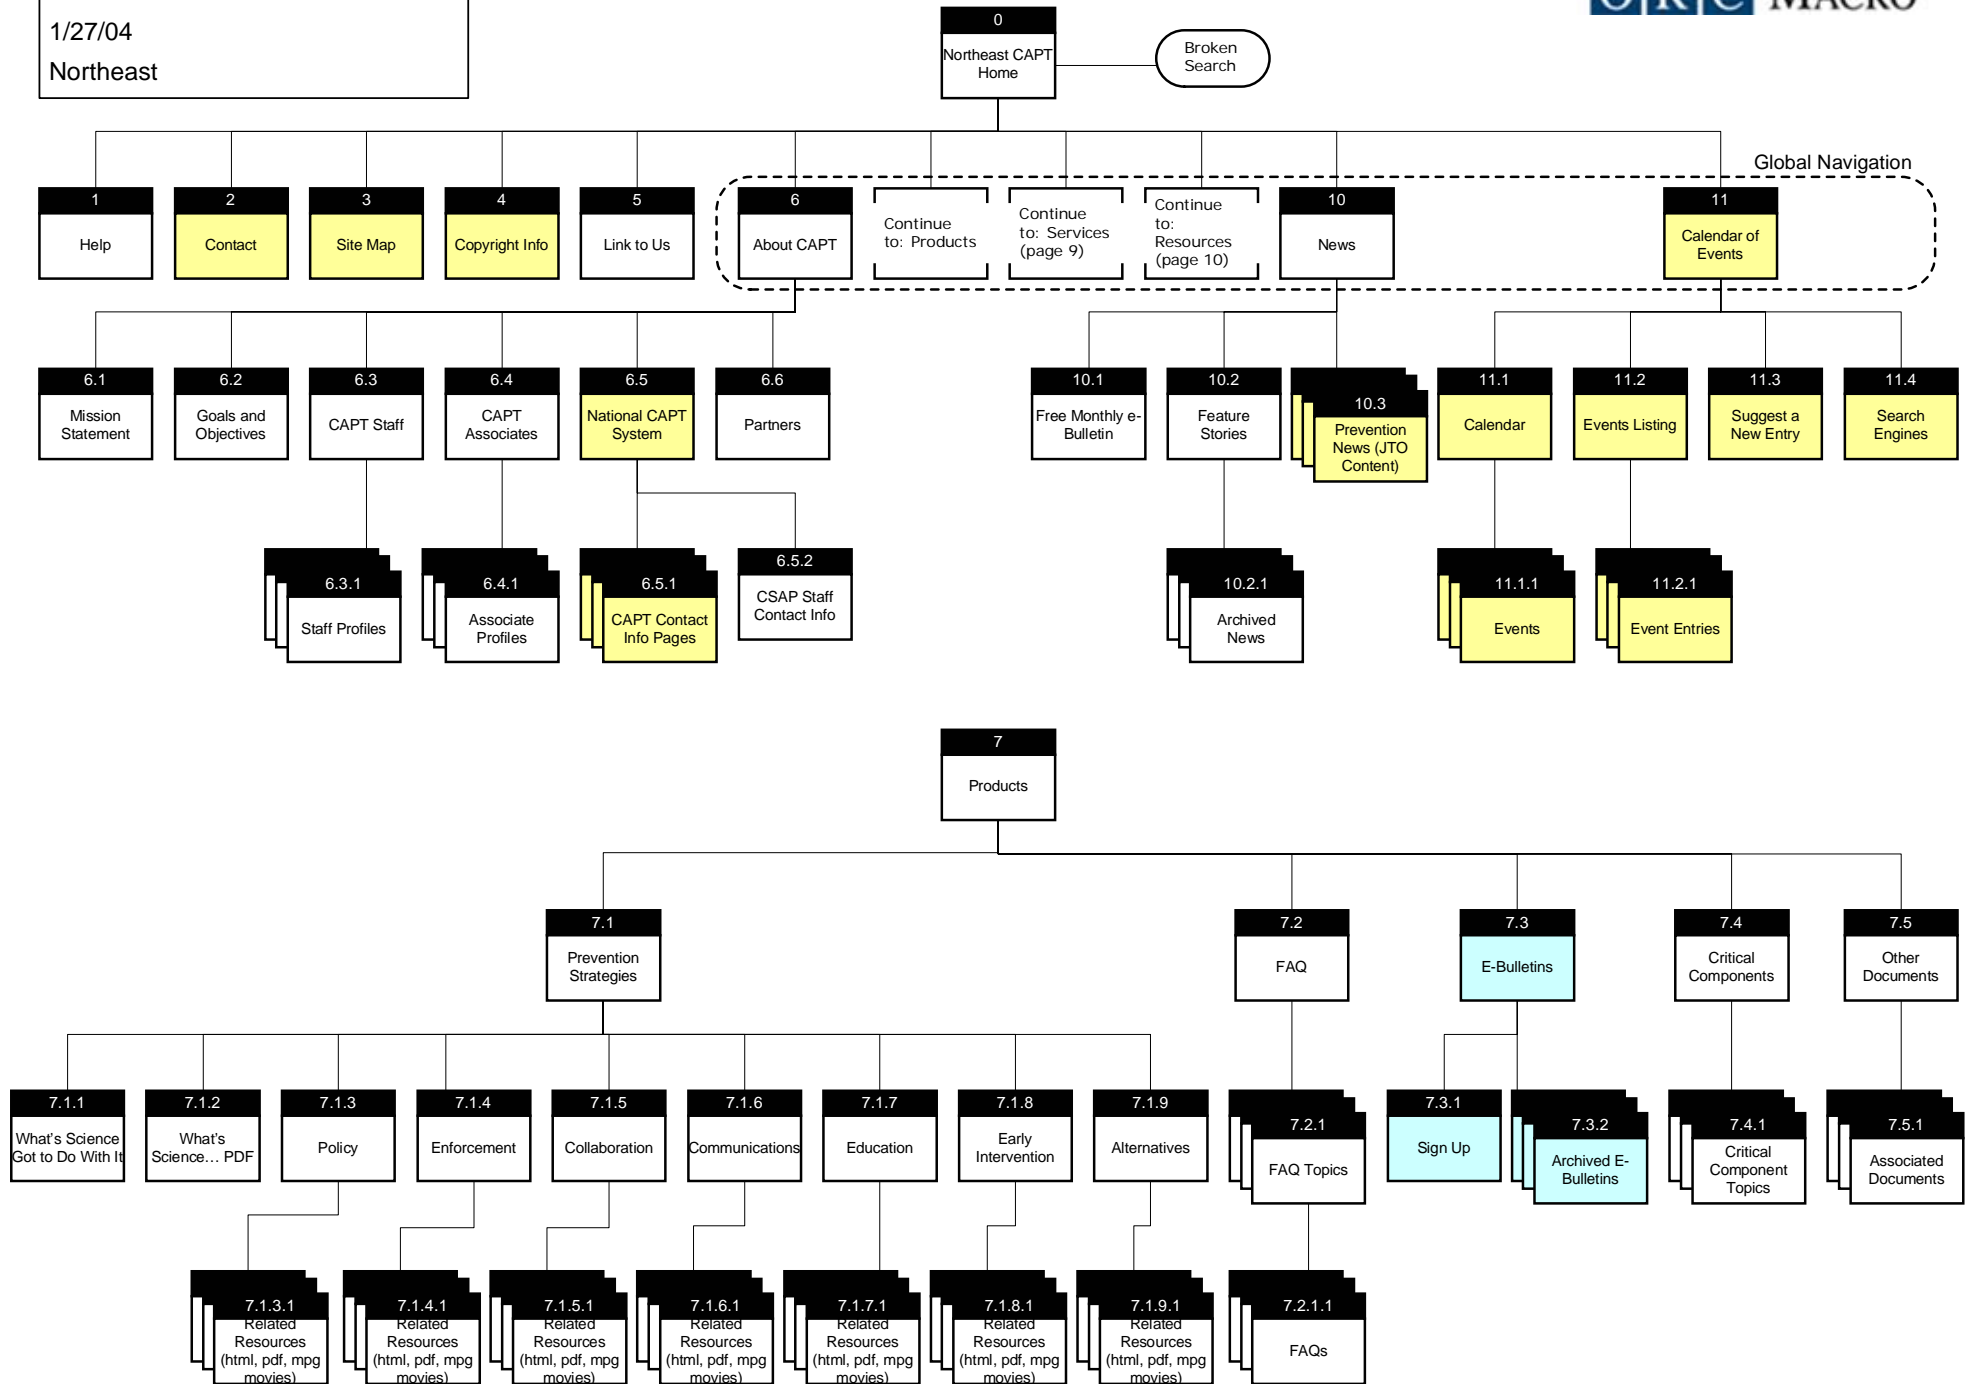 1/27/04
Northeast
ORC MACRO
0
Northeast CAPT
Home
Broken
Search
Global Navigation
1
Help
2
Contact
3
Site Map
4
Copyright Info
5
Link to Us
6
About CAPT
Continue
to: Products
Continue
to: Services
(page 9)
Continue
to:
Resources
(page 10)
10
News
11
Calendar of
Events
6.1
Mission
Statement
6.2
Goals and
Objectives
6.3
CAPT Staff
6.4
CAPT
Associates
6.5
National CAPT
System
6.6
Partners
10.1
Free Monthly e-
Bulletin
10.2
Feature
Stories
10.3
Prevention
News (JTO
Content)
11.1
Calendar
11.2
Events Listing
11.3
Suggest a
New Entry
11.4
Search
Engines
6.3.1
Staff Profiles
6.4.1
Associate
Profiles
6.5.1
CAPT Contact
Info Pages
6.5.2
CSAP Staff
Contact Info
10.2.1
Archived
News
11.1.1
Events
11.2.1
Event Entries
7
Products
7.1
Prevention
Strategies
7.2
FAQ
7.3
E-Bulletins
7.4
Critical
Components
7.5
Other
Documents
7.1.1
What's Science
Got to Do With It
7.1.2
What's
Science… PDF
7.1.3
Policy
7.1.4
Enforcement
7.1.5
Collaboration
7.1.6
Communications
7.1.7
Education
7.1.8
Early
Intervention
7.1.9
Alternatives
7.2.1
FAQ Topics
7.3.1
Sign Up
7.3.2
Archived E-
Bulletins
7.4.1
Critical
Component
Topics
7.5.1
Associated
Documents
7.1.3.1
Related
Resources
(html, pdf, mpg
movies)
7.1.4.1
Related
Resources
(html, pdf, mpg
movies)
7.1.5.1
Related
Resources
(html, pdf, mpg
movies)
7.1.6.1
Related
Resources
(html, pdf, mpg
movies)
7.1.7.1
Related
Resources
(html, pdf, mpg
movies)
7.1.8.1
Related
Resources
(html, pdf, mpg
movies)
7.1.9.1
Related
Resources
(html, pdf, mpg
movies)
7.2.1.1
FAQs